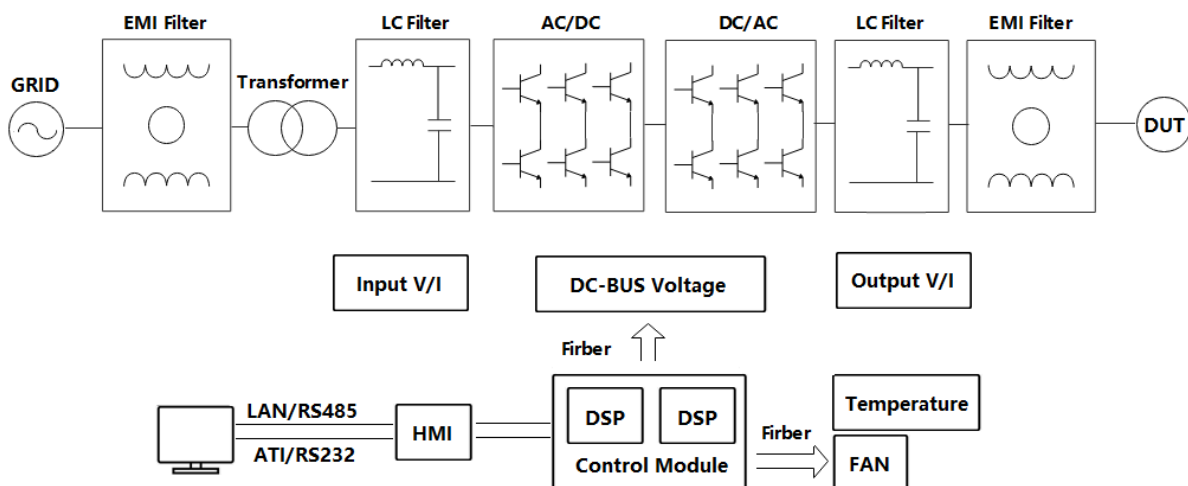 EMI Filter
LC Filter
AC/DC
DC/AC
LC Filter
EMI Filter
GRID
Transformer
DUT
Input V/I
DC-BUS Voltage
Output V/I
Firber
LAN/RS485
ATI/RS232
HMI
DSP
DSP
Control Module
Firber
Temperature
FAN